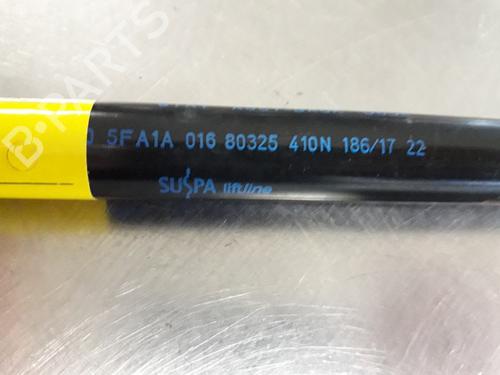 5FA1A 016 80325 410N 186/17 22
SUSPA liftline
B-PARTS